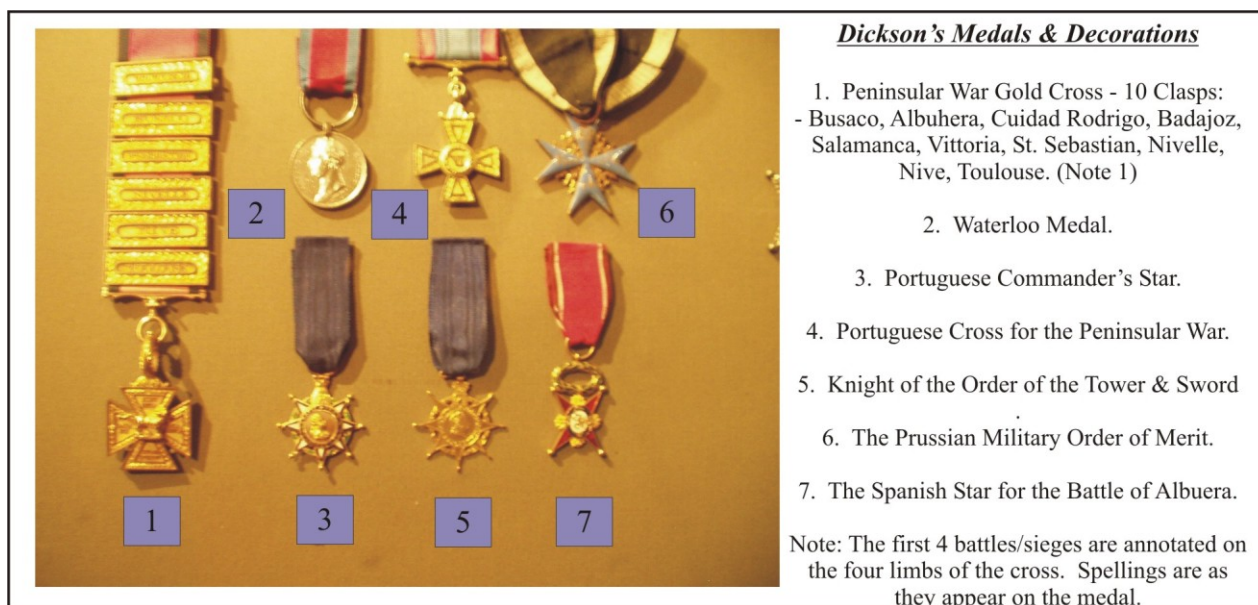 Dickson's Medals & Decorations
1. Peninsular War Gold Cross - 10 Clasps:
- Busaco, Albuhera, Cuidad Rodrigo, Badajoz,
Salamanca, Vittoria, St. Sebastian, Nivelle,
Nive, Toulouse. (Note 1)
2. Waterloo Medal.
3. Portuguese Commander's Star.
4. Portuguese Cross for the Peninsular War.
5. Knight of the Order of the Tower & Sword
.
6. The Prussian Military Order of Merit.
7. The Spanish Star for the Battle of Albuera.
Note: The first 4 battles/sieges are annotated on
the four limbs of the cross. Spellings are as
they appear on the medal.
2
4
6
1
3
5
7